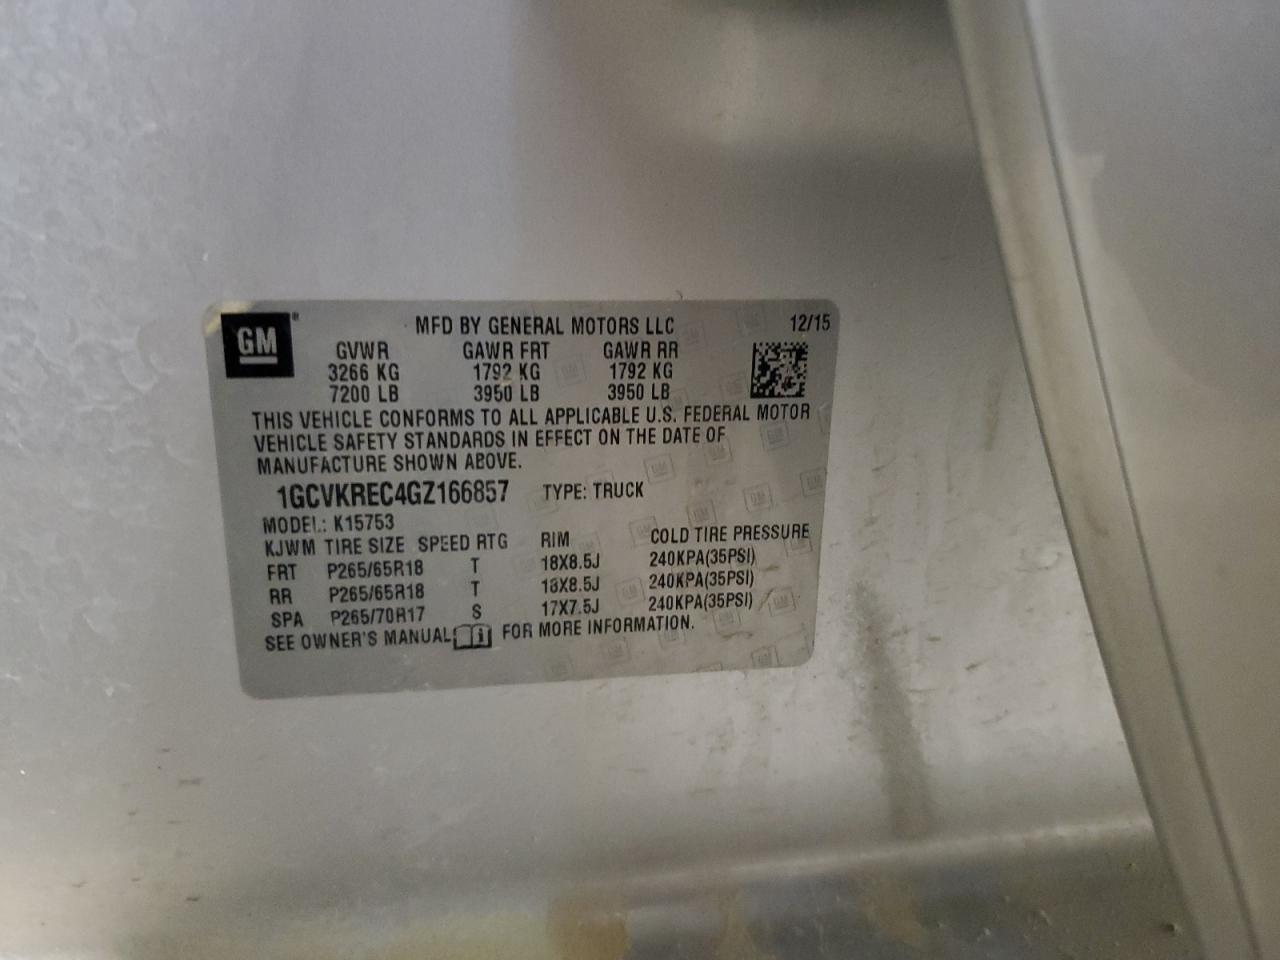 GM®
MFD BY GENERAL MOTORS LLC 12/15
GVWR GAWR FRT GAWR RR
3266 KG 1792 KG 1792 KG
7200 LB 3950 LB 3950 LB
THIS VEHICLE CONFORMS TO ALL APPLICABLE U.S. FEDERAL MOTOR
VEHICLE SAFETY STANDARDS IN EFFECT ON THE DATE OF
MANUFACTURE SHOWN ABOVE.
1GCVKREC4GZ166857 TYPE: TRUCK
MODEL: K15753
KJWM TIRE SIZE SPEED RTG RIM COLD TIRE PRESSURE
FRT P265/65R18 T 18X8.5J 240KPA(35PSI)
RR P265/65R18 T 18X8.5J 240KPA(35PSI)
SPA P265/70R17 S 17X7.5J 240KPA(35PSI)
SEE OWNER'S MANUAL i FOR MORE INFORMATION.